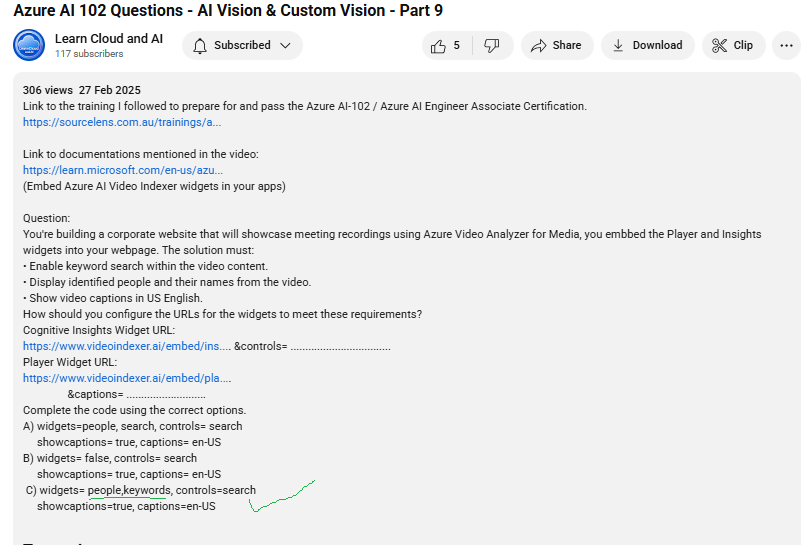 Azure AI 102 Questions - AI Vision & Custom Vision - Part 9
Learn Cloud and AI
117 subscribers
Subscribed
5
Share
Download
Clip
306 views 27 Feb 2025
Link to the training I followed to prepare for and pass the Azure AI-102 / Azure AI Engineer Associate Certification.
https://sourcelens.com.au/trainings/a...
Link to documentations mentioned in the video:
https://learn.microsoft.com/en-us/azu...
(Embed Azure AI Video Indexer widgets in your apps)
Question:
You're building a corporate website that will showcase meeting recordings using Azure Video Analyzer for Media, you embbed the Player and Insights
widgets into your webpage. The solution must:
• Enable keyword search within the video content.
• Display identified people and their names from the video.
• Show video captions in US English.
How should you configure the URLs for the widgets to meet these requirements?
Cognitive Insights Widget URL:
https://www.videoindexer.ai/embed/ins.... &controls= ..................................
Player Widget URL:
https://www.videoindexer.ai/embed/pla....
&captions= ...........................
Complete the code using the correct options.
A) widgets=people, search, controls= search
showcaptions= true, captions= en-US
B) widgets= false, controls= search
showcaptions= true, captions= en-US
C) widgets= people,keywords, controls=search
showcaptions=true, captions=en-US